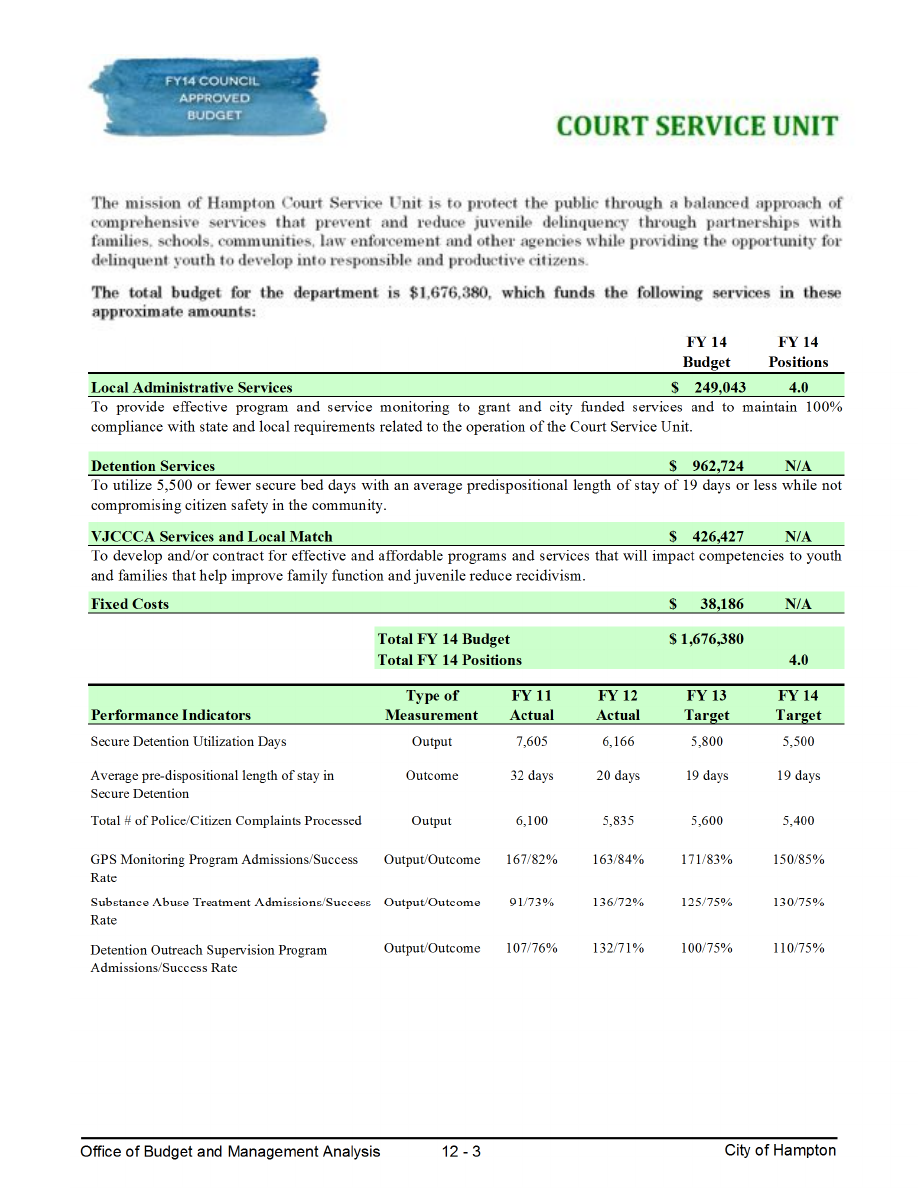 FY14 COUNCIL
APPROVED
BUDGET
COURT SERVICE UNIT
The mission of Hampton Court Service Unit is to protect the public through a balanced approach of
comprehensive services that prevent and reduce juvenile delinquency through partnerships with
families, schools, communities, law enforcement and other agencies while providing the opportunity for
delinquent youth to develop into responsible and productive citizens.
The total budget for the department is $1,676,380, which funds the following services in these
approximate amounts:
FY 14 FY 14
Budget Positions
Local Administrative Services $ 249,043 4.0
To provide effective program and service monitoring to grant and city funded services and to maintain 100%
compliance with state and local requirements related to the operation of the Court Service Unit.
Detention Services $ 962,724 N/A
To utilize 5,500 or fewer secure bed days with an average predispositional length of stay of 19 days or less while not
compromising citizen safety in the community.
VJCCCA Services and Local Match $ 426,427 N/A
To develop and/or contract for effective and affordable programs and services that will impact competencies to youth
and families that help improve family function and juvenile reduce recidivism.
Fixed Costs $ 38,186 N/A
Total FY 14 Budget $ 1,676,380
Total FY 14 Positions 4.0
Type of FY 11 FY 12 FY 13 FY 14
Performance Indicators Measurement Actual Actual Target Target
Secure Detention Utilization Days Output 7,605 6,166 5,800 5,500
Average pre-dispositional length of stay in Outcome 32 days 20 days 19 days 19 days
Secure Detention
Total # of Police/Citizen Complaints Processed Output 6,100 5,835 5,600 5,400
GPS Monitoring Program Admissions/Success Output/Outcome 167/82% 163/84% 171/83% 150/85%
Rate
Substance Abuse Treatment Admissions/Success Output/Outcome 91/73% 136/72% 125/75% 130/75%
Rate
Detention Outreach Supervision Program Output/Outcome 107/76% 132/71% 100/75% 110/75%
Admissions/Success Rate
Office of Budget and Management Analysis 12 - 3 City of Hampton